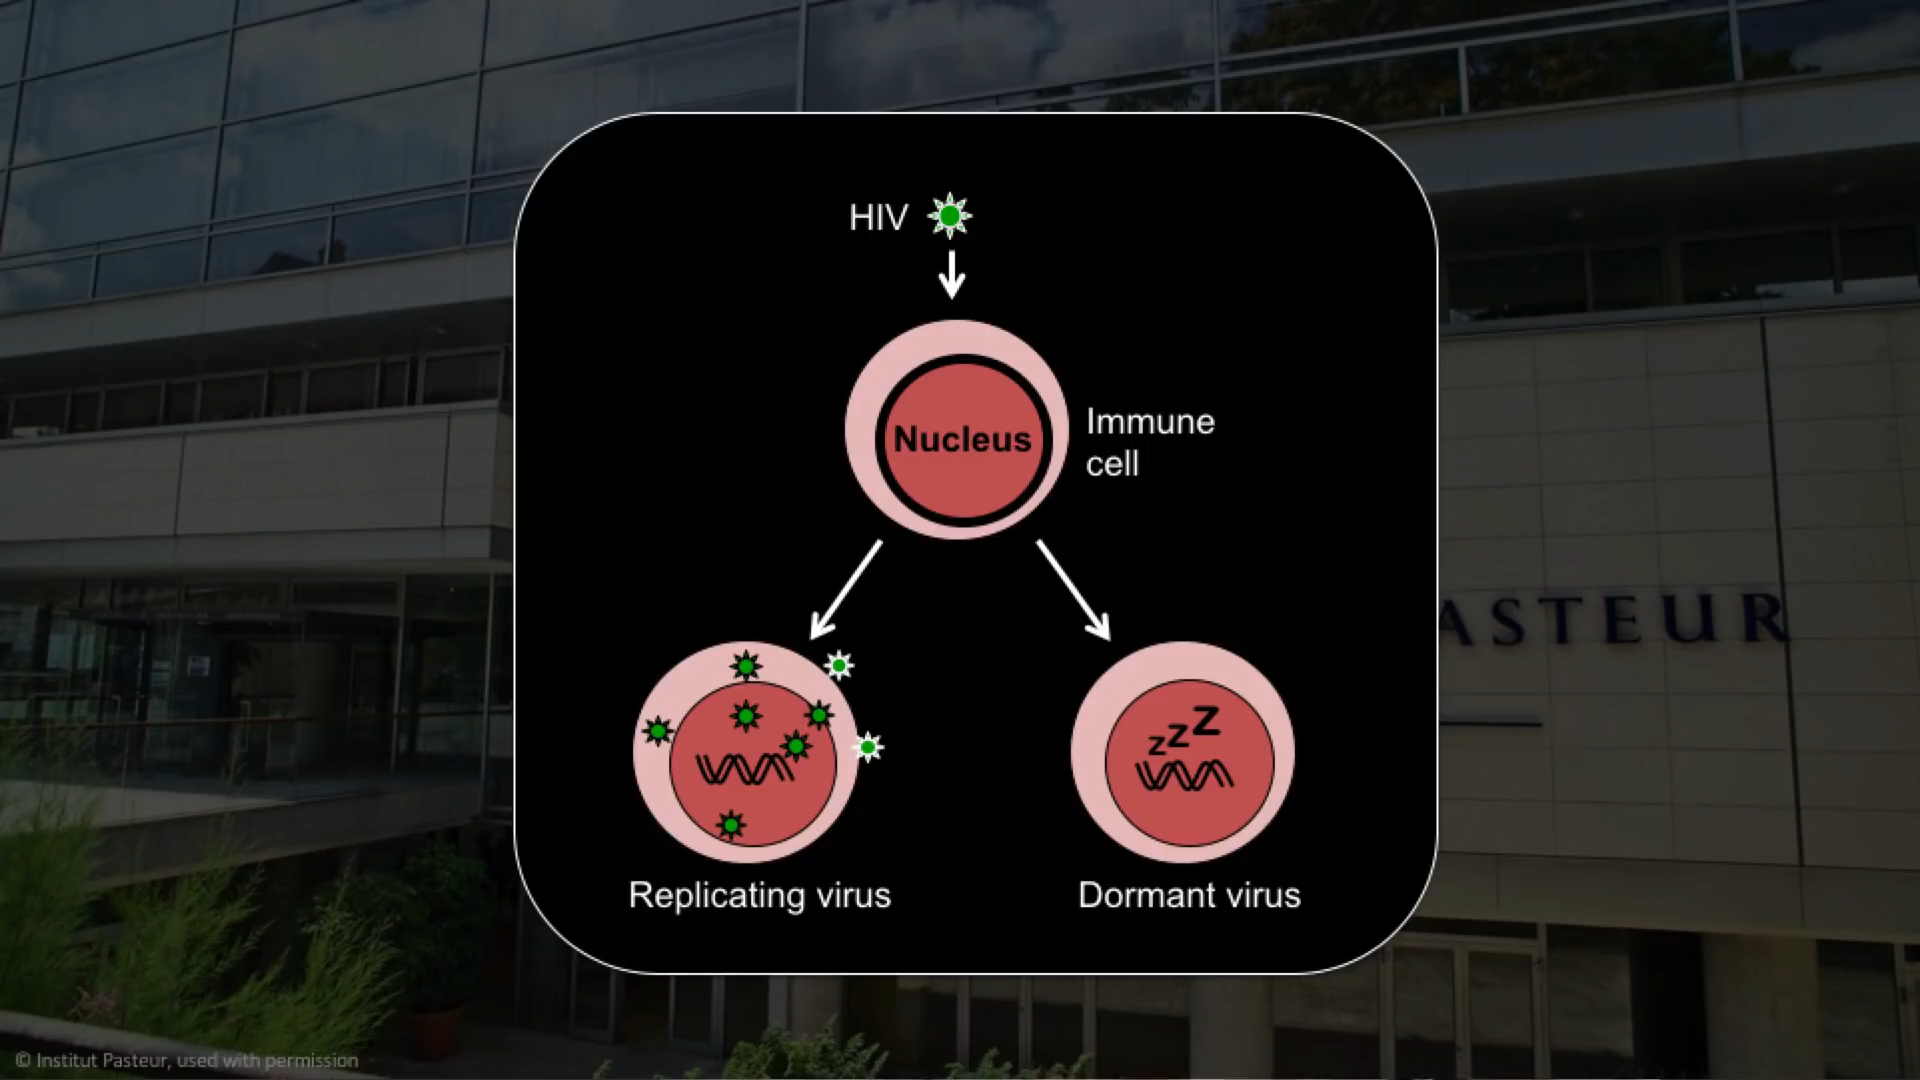 HIV
Nucleus
Immune
cell
ASTEUR
z z Z
Replicating virus
Dormant virus
© Institut Pasteur, used with permission